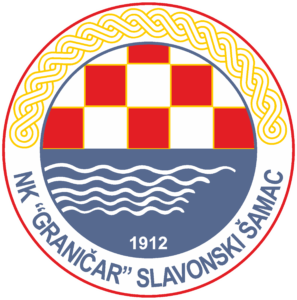 1912
NK "GRANIČAR" SLAVONSKI ŠAMAC